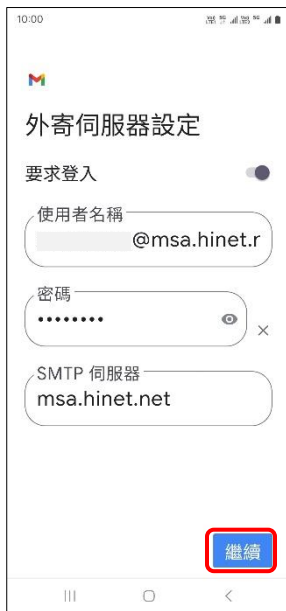 10:00
外寄伺服器設定
要求登入
使用者名稱
@msa.hinet.r
密碼
••••••••
SMTP 伺服器
msa.hinet.net
繼續